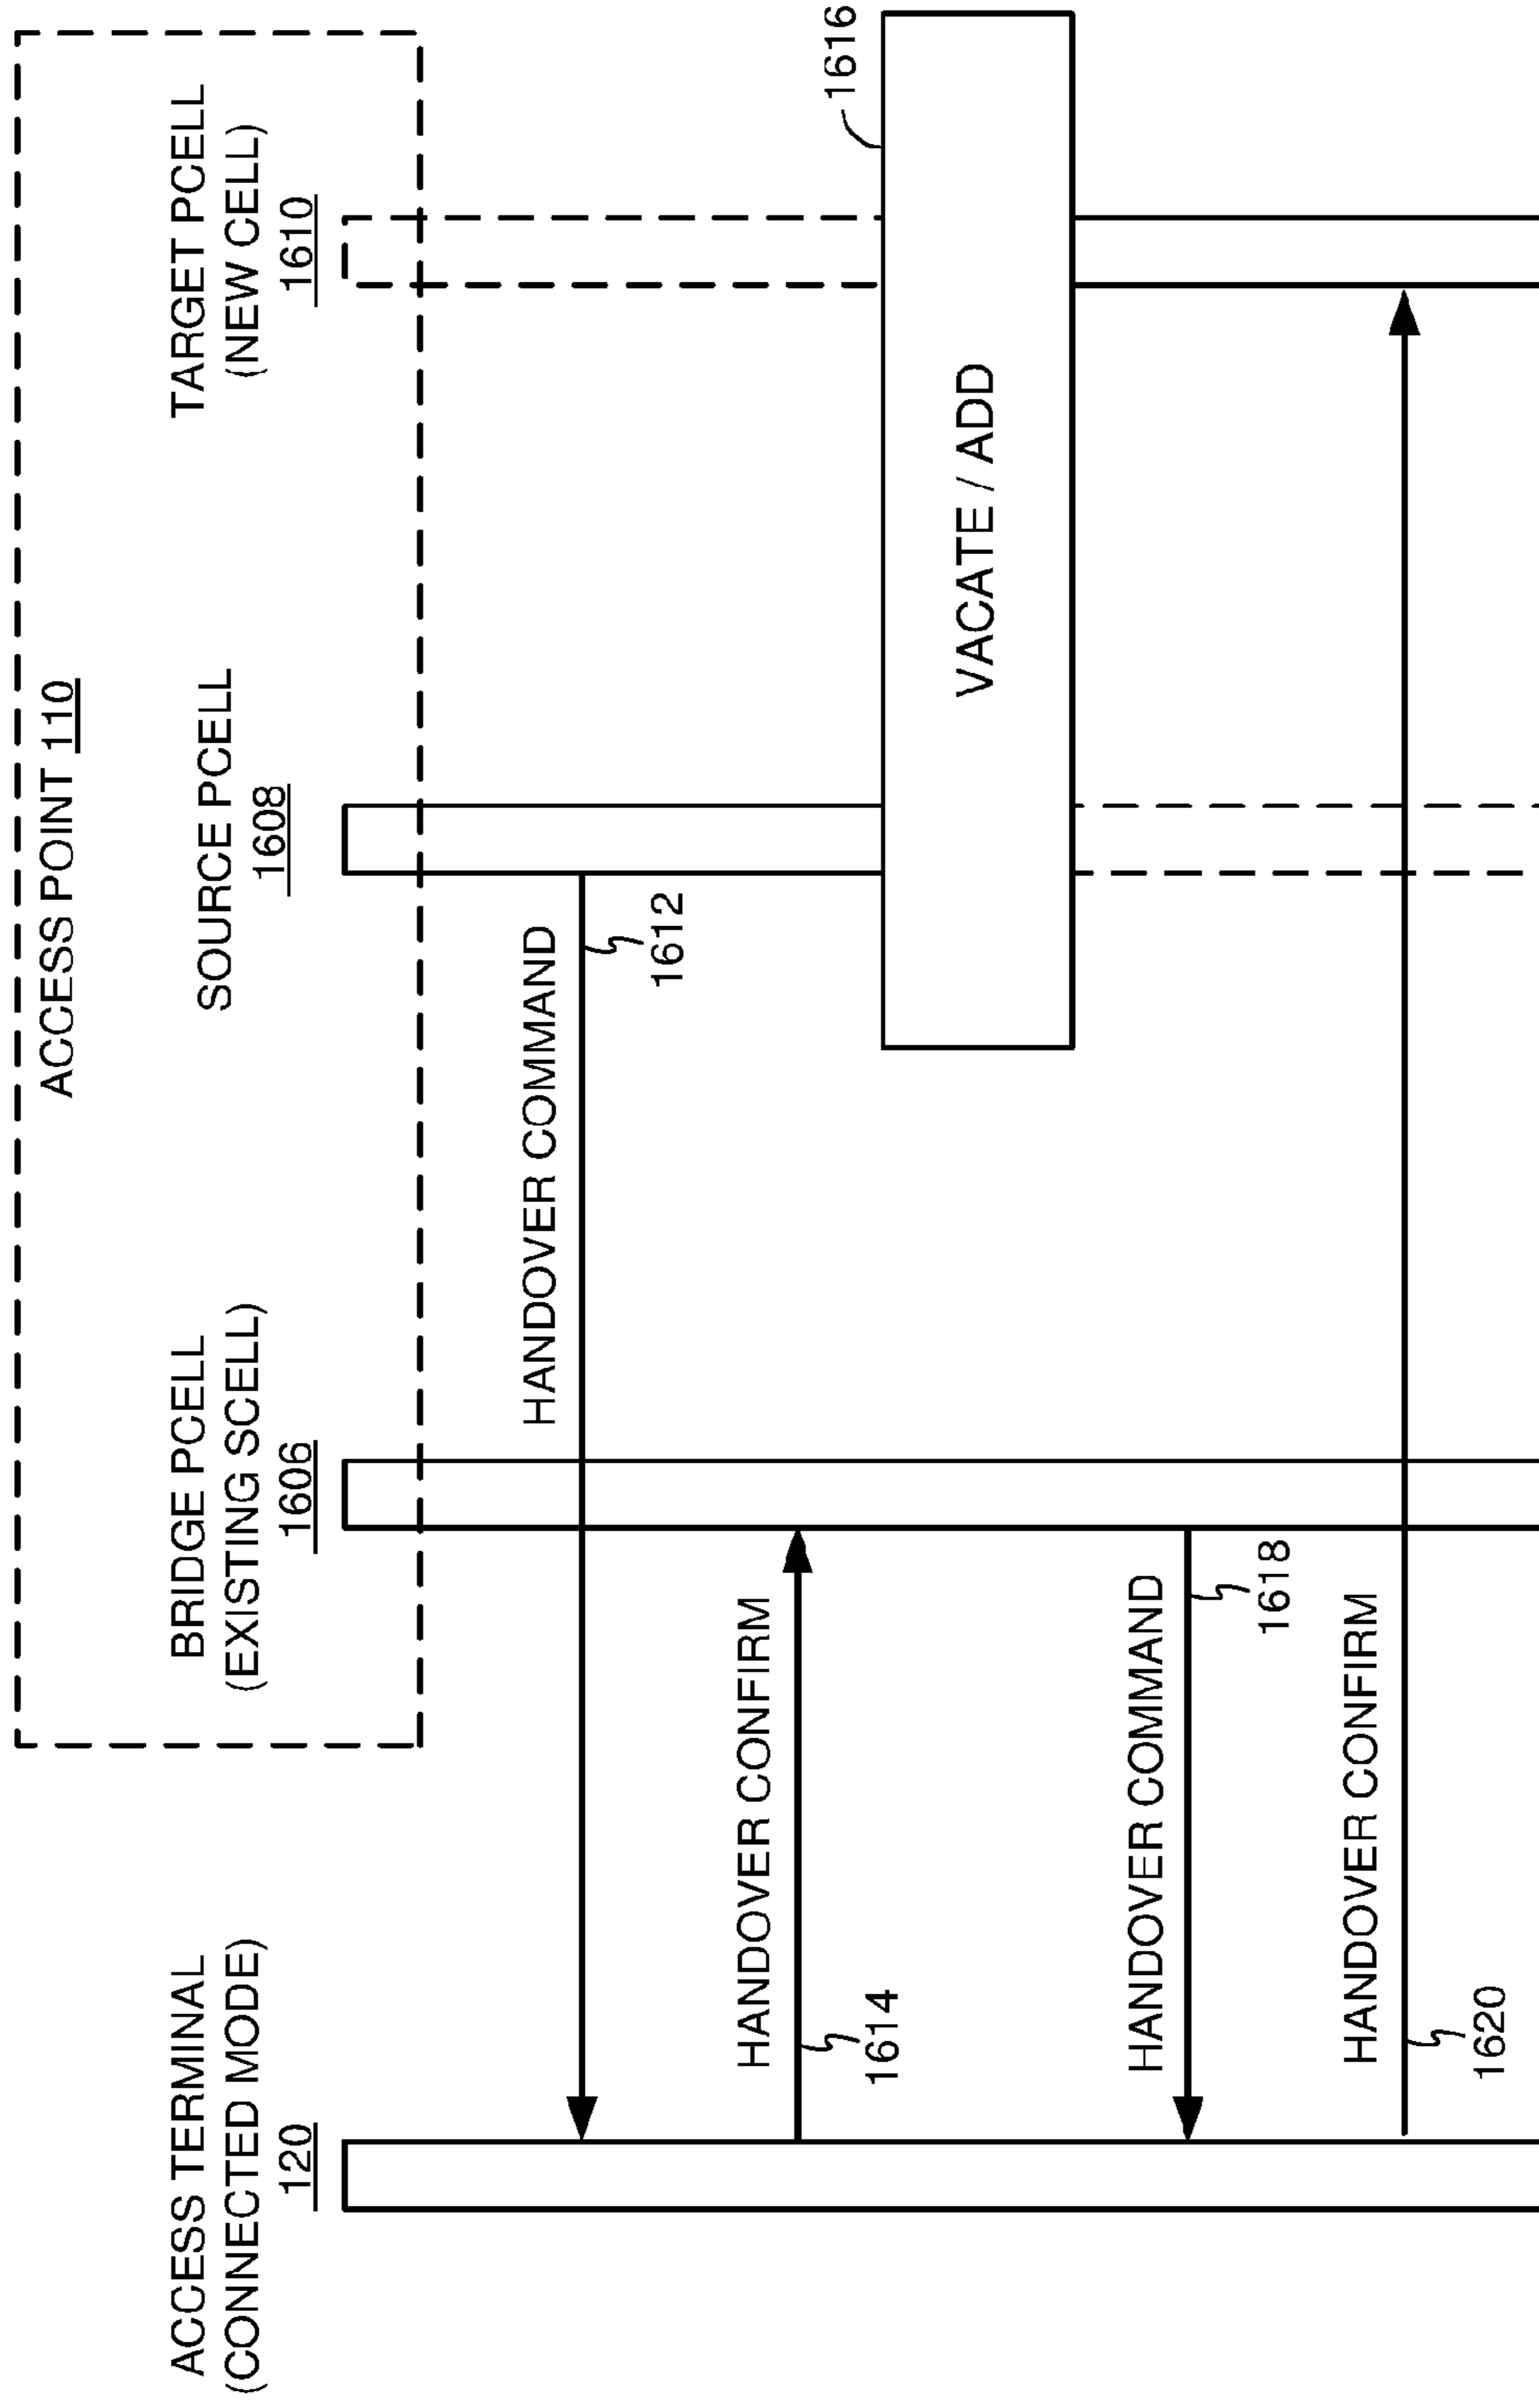 ACCESS POINT 110
ACCESS TERMINAL
(CONNECTED MODE)
120
BRIDGE PCELL
(EXISTING SCELL)
1606
SOURCE PCELL
1608
TARGET PCELL
(NEW CELL)
1610
HANDOVER COMMAND
1612
HANDOVER CONFIRM
1614
VACATE / ADD
1616
HANDOVER COMMAND
1618
HANDOVER CONFIRM
1620